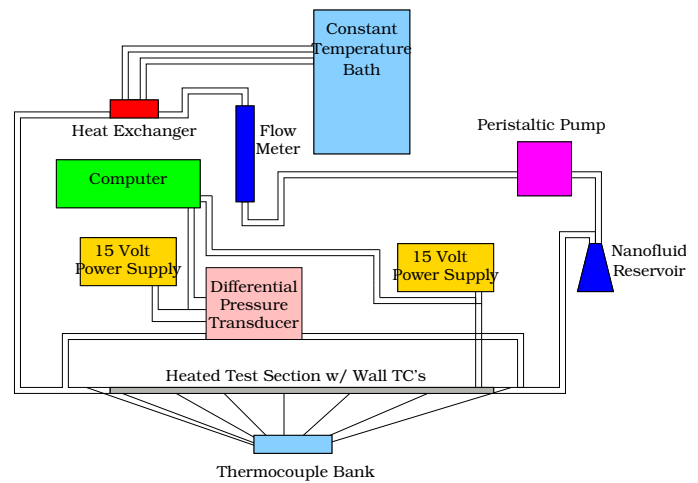 Constant
Temperature
Bath
Heat Exchanger
Flow
Meter
Peristaltic Pump
Computer
15 Volt
Power Supply
15 Volt
Power Supply
Nanofluid
Reservoir
Differential
Pressure
Transducer
Heated Test Section w/ Wall TC's
Thermocouple Bank